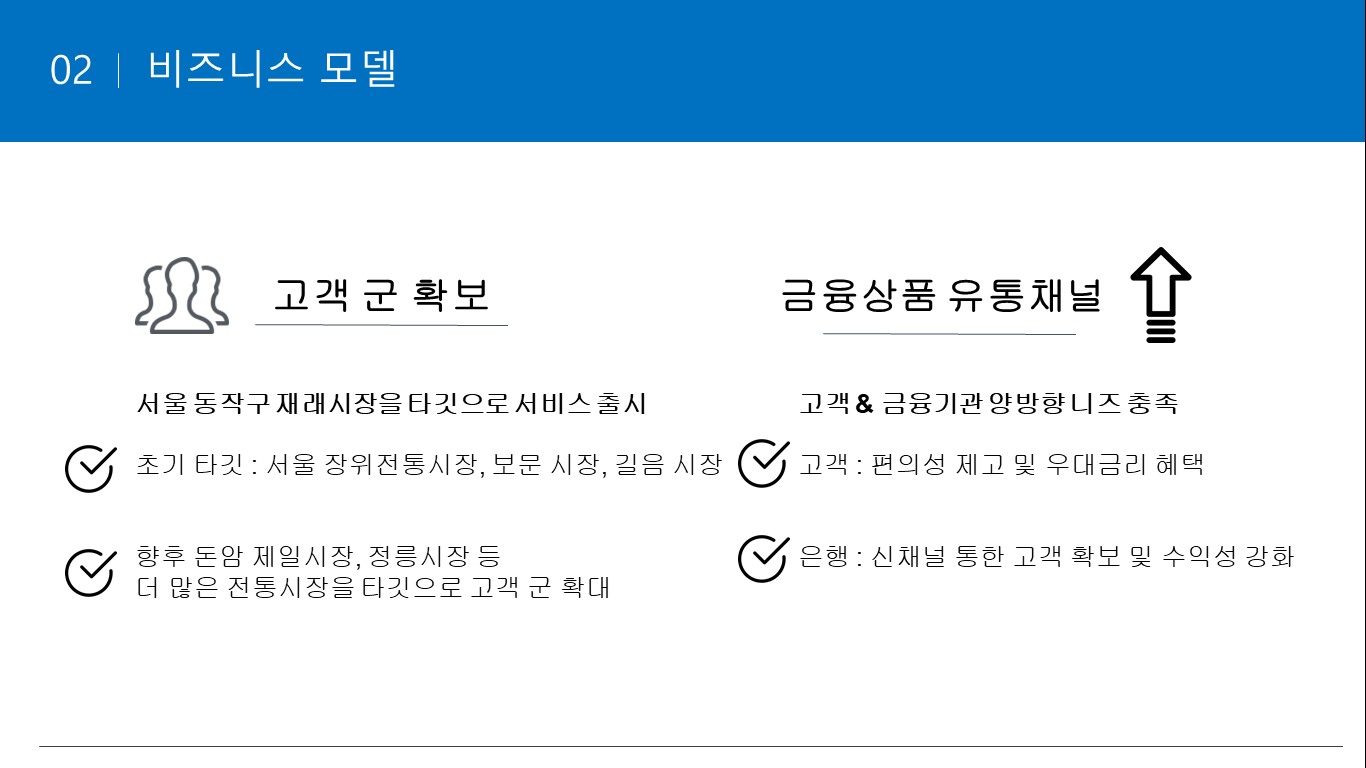 02
비즈니스 모델
고객 군 확보
서울 동작구 재래시장을 타깃으로 서비스 출시
초기 타깃 : 서울 장위전통시장, 보문 시장, 길음 시장
향후 돈암 제일시장, 정릉시장 등
더 많은 전통시장을 타깃으로 고객 군 확대
금융상품 유통채널
고객 & 금융기관 양방향 니즈 충족
고객 : 편의성 제고 및 우대금리 혜택
은행 : 신채널 통한 고객 확보 및 수익성 강화